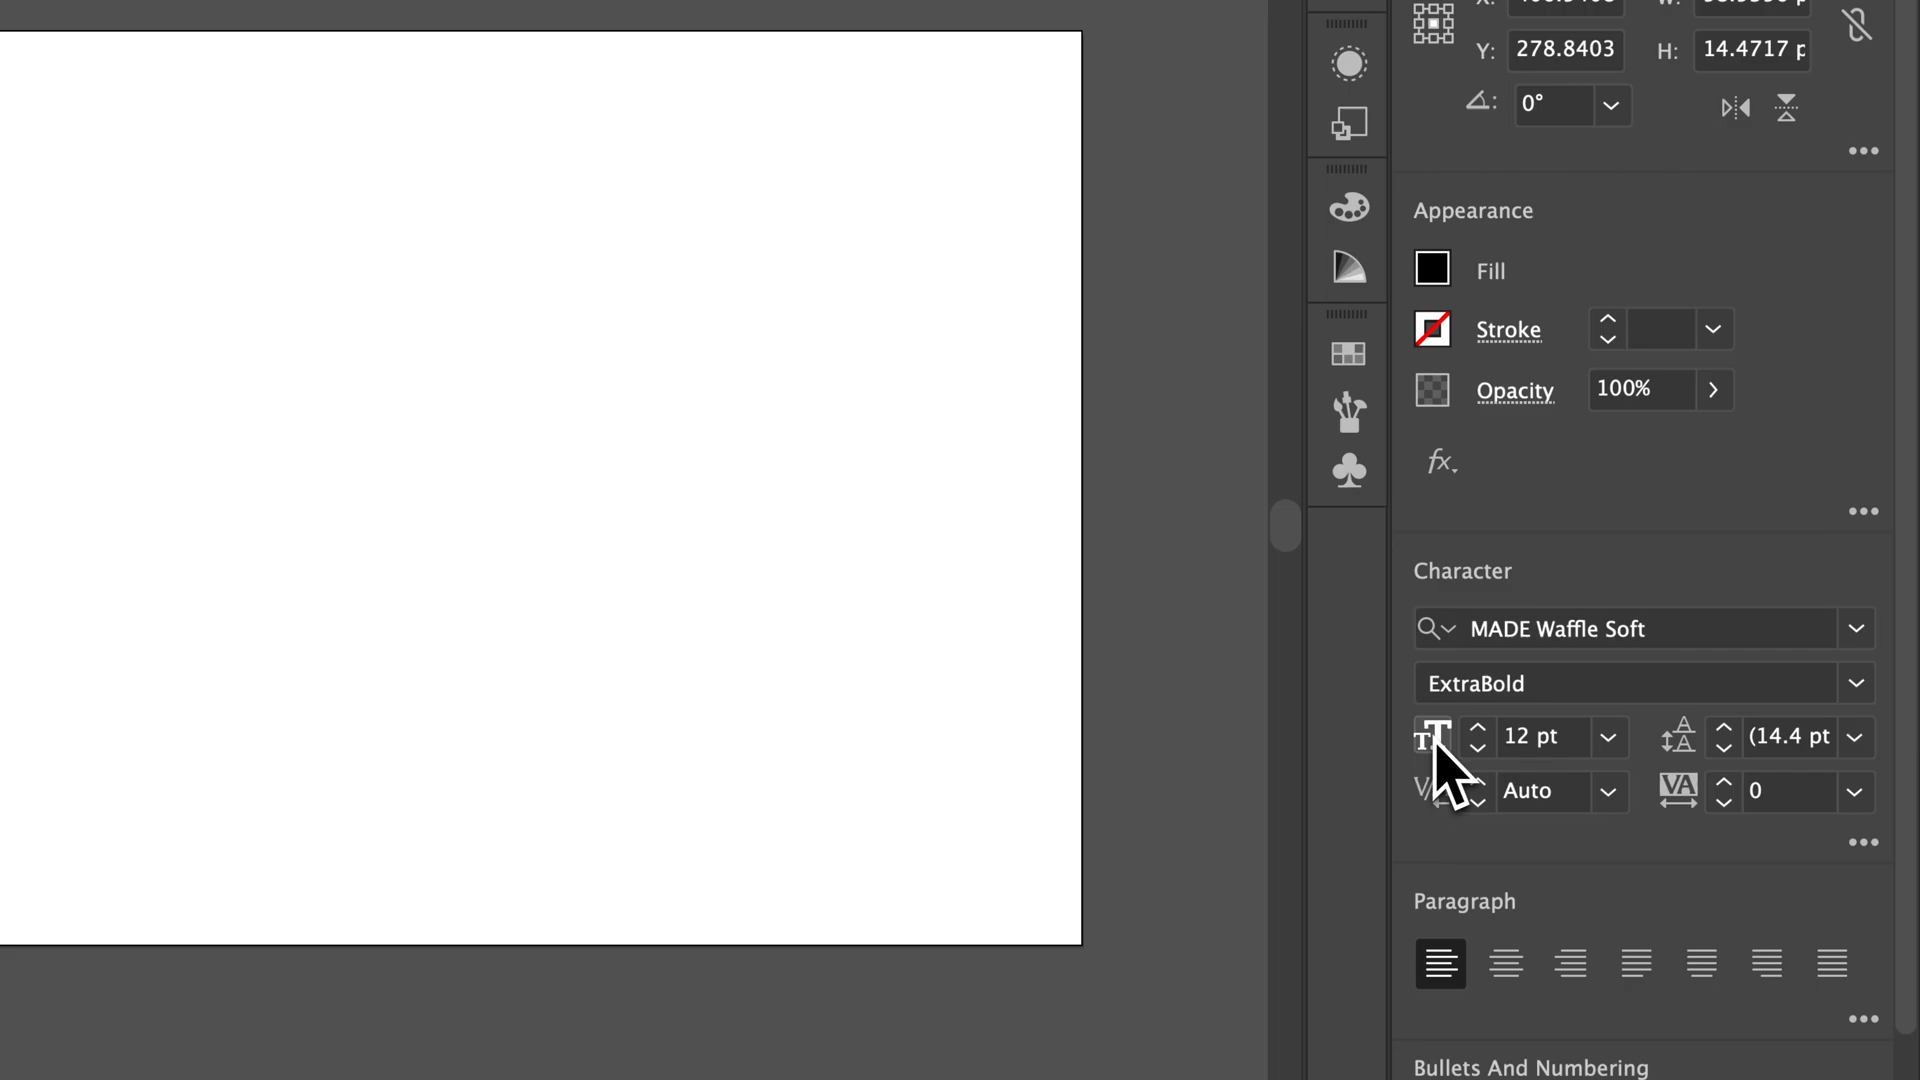 Y: 278.8403 H: 14.4717 p
0°
Appearance
Fill
Stroke
Opacity 100%
fx.
Character
MADE Waffle Soft
ExtraBold
12 pt (14.4 pt
Auto VA 0
Paragraph
Bullets And Numbering